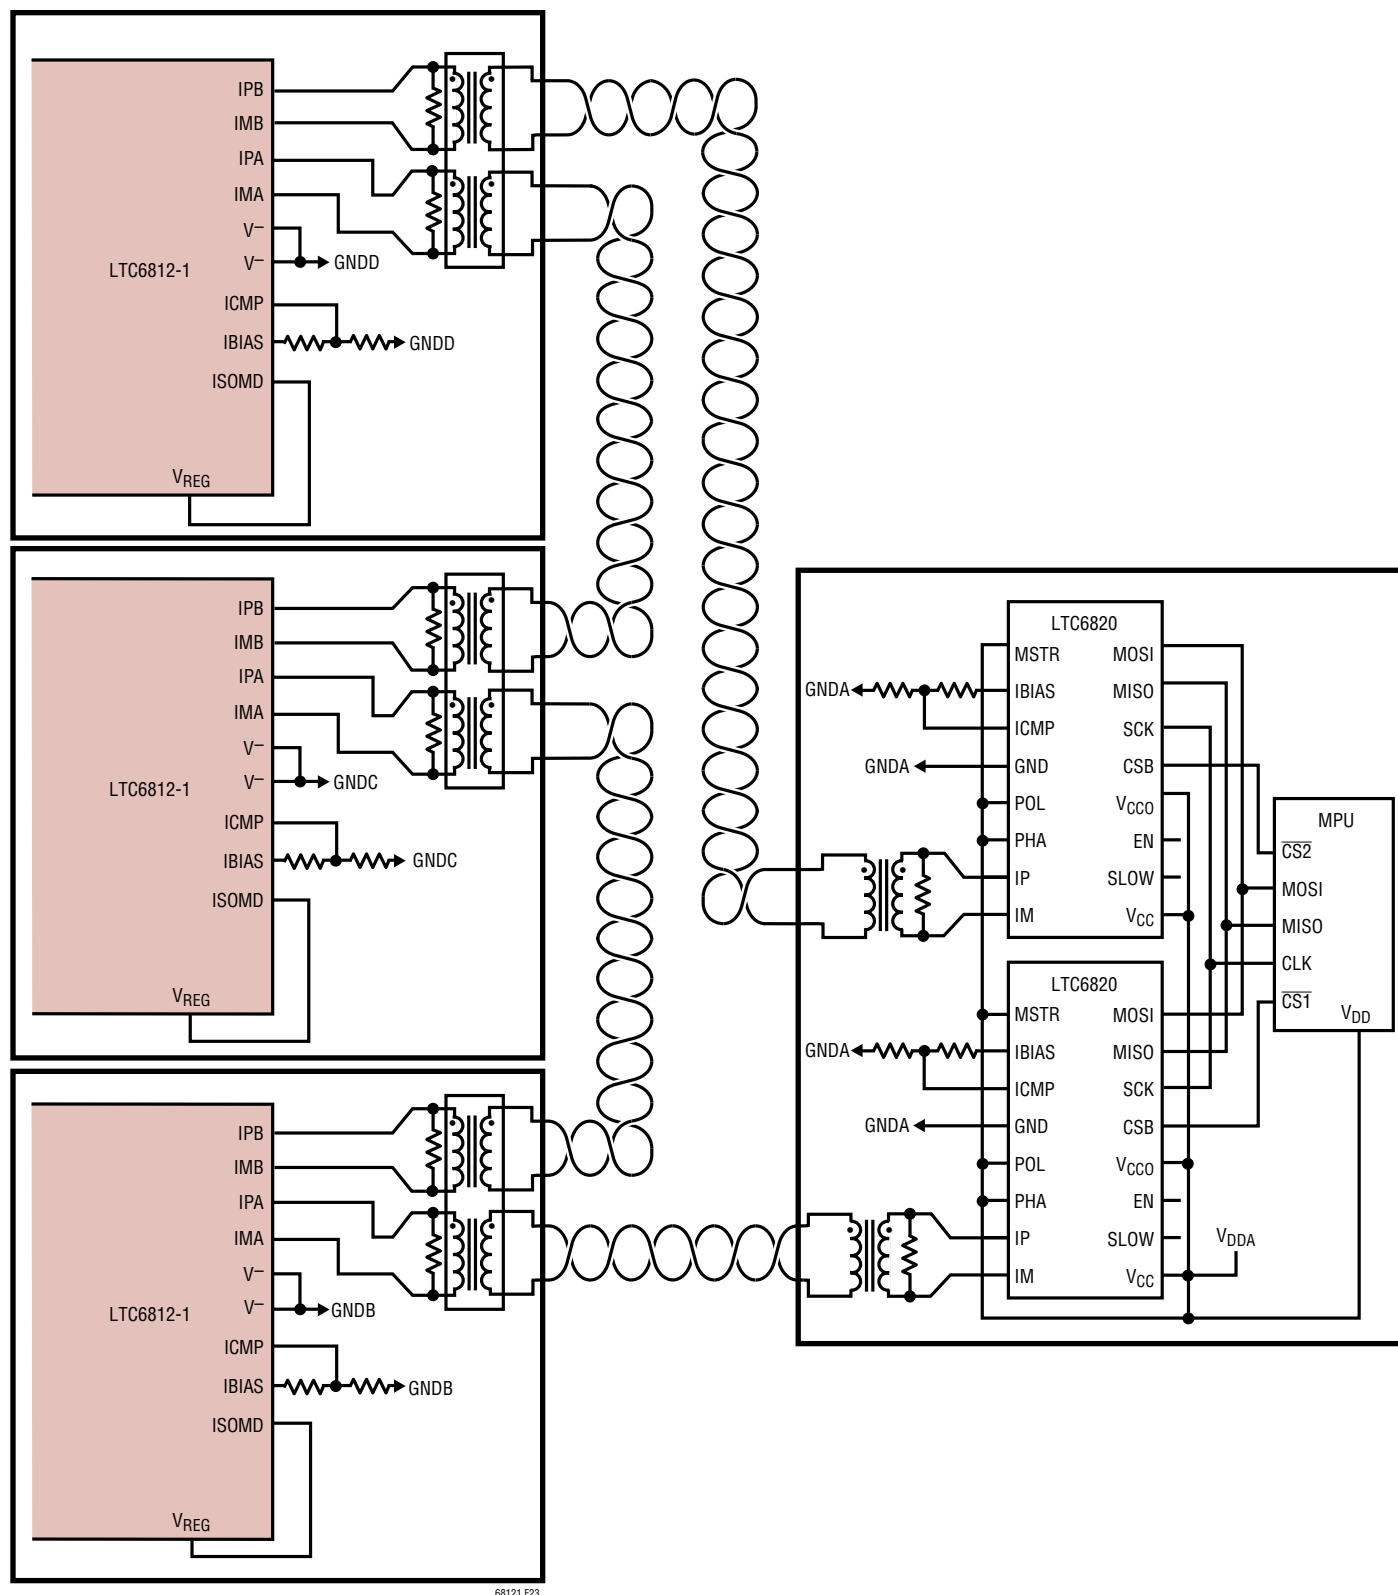 IPB
IMB
IPA
IMA
V–
V–
GNDD
LTC6812-1
ICMP
IBIAS
GNDD
ISOMD
VREG
IPB
IMB
IPA
IMA
V–
V–
GNDC
LTC6812-1
ICMP
IBIAS
GNDC
ISOMD
VREG
IPB
IMB
IPA
IMA
V–
V–
GNDB
LTC6812-1
ICMP
IBIAS
GNDB
ISOMD
VREG
LTC6820
MSTR MOSI
GNDA IBIAS MISO
ICMP SCK
GNDA GND CSB
POL VCCO
PHA EN
IP SLOW
IM VCC
MPU
CS2
MOSI
MISO
CLK
CS1
VDD
LTC6820
MSTR MOSI
GNDA IBIAS MISO
ICMP SCK
GNDA GND CSB
POL VCCO
PHA EN
IP SLOW
VDDA
IM VCC
68121 F23